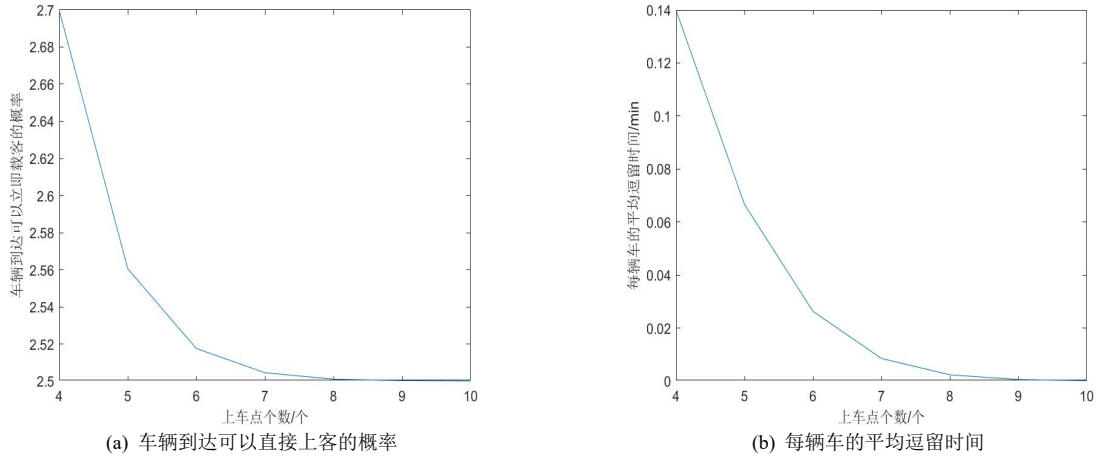 2.7
2.68
2.66
2.64
2.62
2.6
2.58
2.56
2.54
2.52
2.5
车辆到达可以立即载客的概率
4 5 6 7 8 9 10
上车点个数/个
(a) 车辆到达可以直接上客的概率
0.14
0.12
0.1
0.08
0.06
0.04
0.02
0
每辆车的平均逗留时间/min
4 5 6 7 8 9 10
上车点个数/个
(b) 每辆车的平均逗留时间